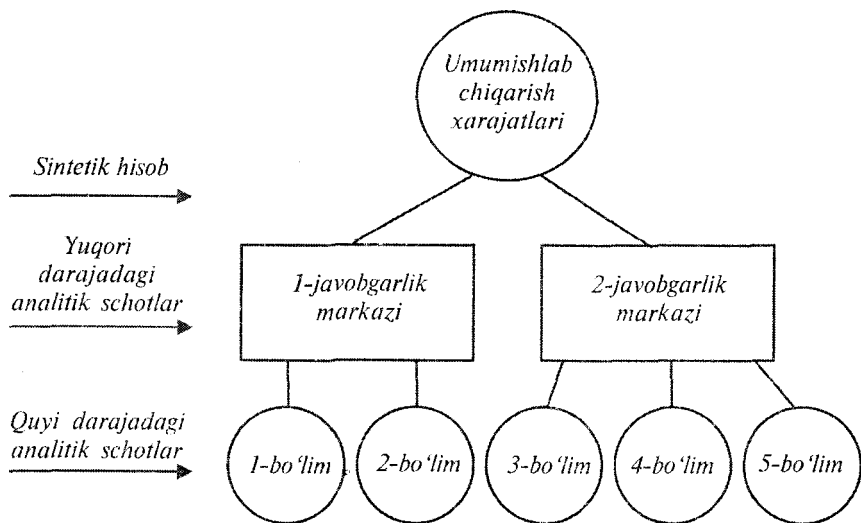 Umumishlab
chiqarish
xarajatlari
Sintetik hisob
Yuqori
darajadagi
analitik schotlar
1-javobgarlik
markazi
2-javobgarlik
markazi
Quyi darajadagi
analitik schotlar
1-bo‘lim
2-bo‘lim
3-bo‘lim
4-bo‘lim
5-bo‘lim